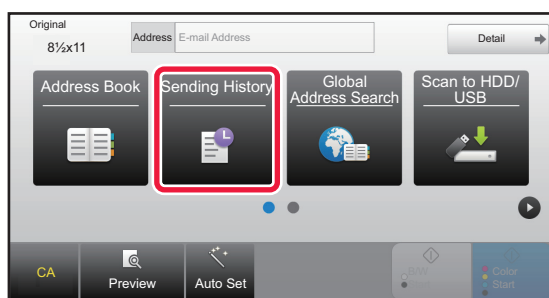 Original
8½x11
Address E-mail Address
Detail
Address Book
Sending History
Global
Address Search
Scan to HDD/
USB
CA
Preview
Auto Set
B/W
Start
Color
Start